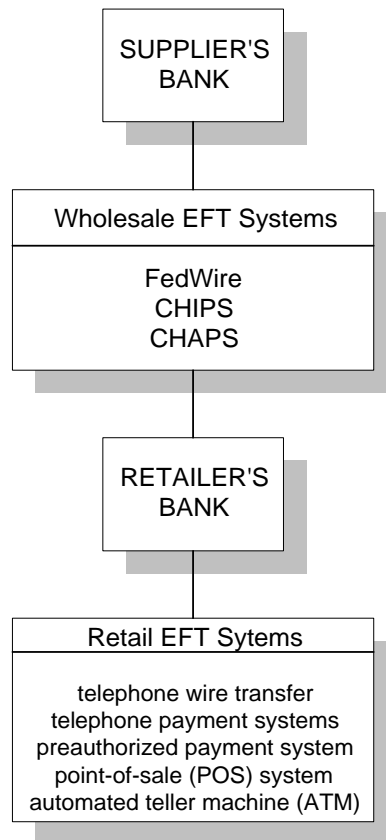 SUPPLIER'S
BANK
Wholesale EFT Systems
FedWire
CHIPS
CHAPS
RETAILER'S
BANK
Retail EFT Sytems
telephone wire transfer
telephone payment systems
preauthorized payment system
point-of-sale (POS) system
automated teller machine (ATM)